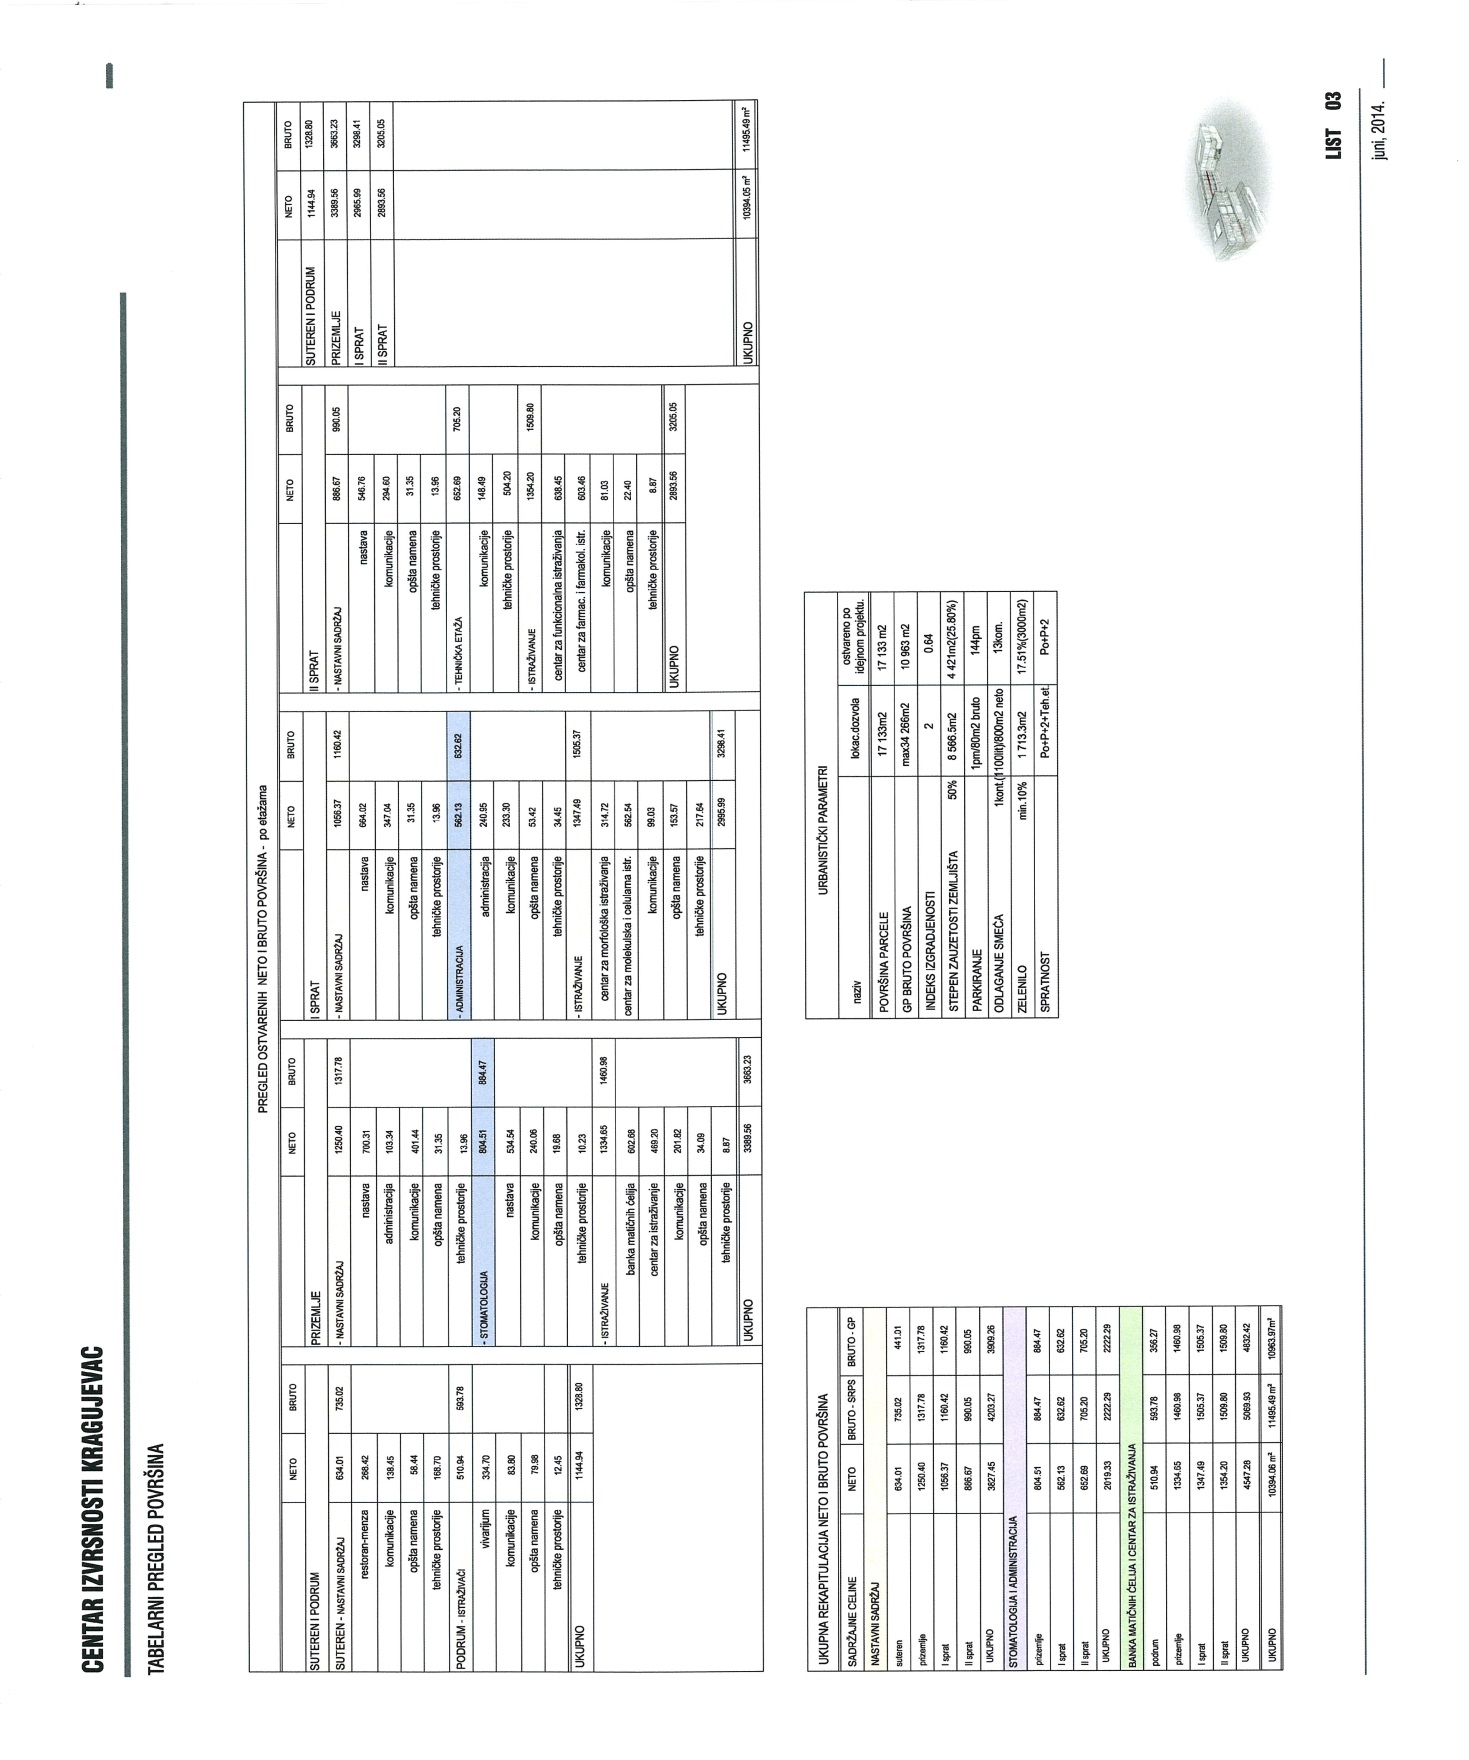 CENTAR IZVRSNOSTI KRAGUJEVAC
TABELARNI PREGLED POVRŠINA
PREGLED OSTVARENIH NETO I BRUTO POVRŠINA - po etažama
NETO BRUTO
SUTEREN I PODRUM
SUTEREN - NASTAVNI SADRŽAJ 634.01 735.02
restoran-menza 268.42
komunikacije 138.45
opšta namena 58.44
tehničke prostorije 168.70
PODRUM - ISTRAŽIVAČI 510.94 593.78
vivarijum 334.70
komunikacije 83.80
opšta namena 79.98
tehničke prostorije 12.45
UKUPNO 1144.94 1328.80
NETO BRUTO
PRIZEMLJE
- NASTAVNI SADRŽAJ 1250.40 1317.78
nastava 700.31
administracija 103.34
komunikacije 401.44
opšta namena 31.35
tehničke prostorije 13.96
- STOMATOLOGIJA 804.51 884.47
nastava 534.54
komunikacije 240.06
opšta namena 19.68
tehničke prostorije 10.23
- ISTRAŽIVANJE 1334.65 1460.98
banka matičnih ćelija 602.68
centar za istraživanje 469.20
komunikacije 201.82
opšta namena 34.09
tehničke prostorije 8.87
UKUPNO 3389.56 3663.23
NETO BRUTO
I SPRAT
- NASTAVNI SADRŽAJ 1056.37 1160.42
nastava 664.02
komunikacije 347.04
opšta namena 31.35
tehničke prostorije 13.96
- ADMINISTRACIJA 562.13 632.62
administracija 240.95
komunikacije 233.30
opšta namena 53.42
tehničke prostorije 34.45
- ISTRAŽIVANJE 1347.49 1505.37
centar za morfološka istraživanja 314.72
centar za molekulska i celularna istr. 562.54
komunikacije 99.03
opšta namena 153.57
tehničke prostorije 217.64
UKUPNO 2995.99 3298.41
NETO BRUTO
II SPRAT
- NASTAVNI SADRŽAJ 886.67 990.05
nastava 546.76
komunikacije 294.60
opšta namena 31.35
tehničke prostorije 13.96
- TEHNIČKA ETAŽA 652.69 705.20
komunikacije 148.49
tehničke prostorije 504.20
- ISTRAŽIVANJE 1354.20 1509.80
centar za funkcionalna istraživanja 638.45
centar za farmac. i farmakol. istr. 603.46
komunikacije 81.03
opšta namena 22.40
tehničke prostorije 8.87
UKUPNO 2893.56 3205.05
NETO BRUTO
SUTEREN I PODRUM 1144.94 1328.80
PRIZEMLJE 3389.56 3663.23
I SPRAT 2965.99 3298.41
II SPRAT 2893.56 3205.05
UKUPNO 10394.05 m² 11495.49 m²
UKUPNA REKAPITULACIJA NETO I BRUTO POVRŠINA
SADRŽAJNE CELINE NETO BRUTO - SRPS BRUTO - GP
NASTAVNI SADRŽAJ
suteren 634.01 735.02 441.01
prizemlje 1250.40 1317.78 1317.78
I sprat 1056.37 1160.42 1160.42
II sprat 886.67 990.05 990.05
UKUPNO 3827.45 4203.27 3909.26
STOMATOLOGIJA I ADMINISTRACIJA
prizemlje 804.51 884.47 884.47
I sprat 562.13 632.62 632.62
II sprat 652.69 705.20 705.20
UKUPNO 2019.33 2222.29 2222.29
BANKA MATIČNIH ĆELIJA I CENTAR ZA ISTRAŽIVANJA
podrum 510.94 593.78 356.27
prizemlje 1334.65 1460.98 1460.98
I sprat 1347.49 1505.37 1505.37
II sprat 1354.20 1509.80 1509.80
UKUPNO 4547.28 5069.93 4832.42
UKUPNO 10394.06 m² 11495.49 m² 10963.97m²
URBANISTIČKI PARAMETRI
naziv lokac.dozvola ostvareno po
idejnom projektu.
POVRŠINA PARCELE 17 133m2 17 133 m2
GP BRUTO POVRŠINA max34 266m2 10 963 m2
INDEKS IZGRADJENOSTI 2 0.64
STEPEN ZAUZETOSTI ZEMLJIŠTA 50% 8 566.5m2 4 421m2(25.80%)
PARKIRANJE 1pm/80m2 bruto 144pm
ODLAGANJE SMEĆA 1kont.(1100lit)/800m2 neto 13kom.
ZELENILO min.10% 1 713.3m2 17.51%(3000m2)
SPRATNOST Po+P+2+Teh.et. Po+P+2
LIST 03
juni, 2014.